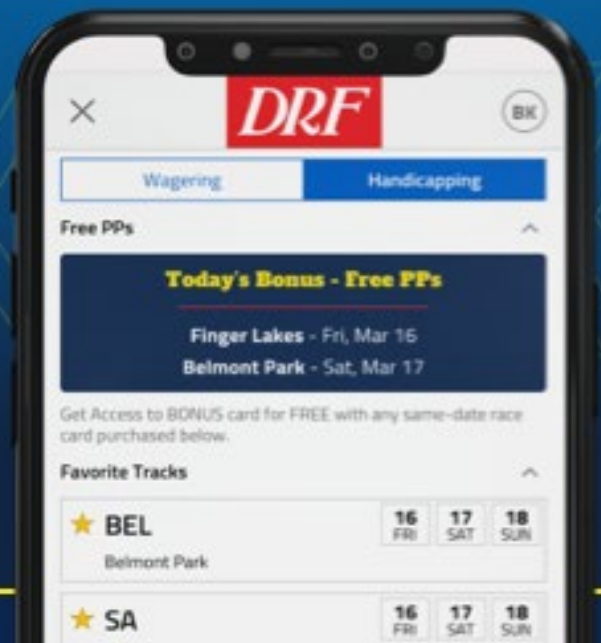 DRF
BK
Wagering
Handicapping
Free PPs
Today's Bonus - Free PPs
Finger Lakes - Fri, Mar 16
Belmont Park - Sat, Mar 17
Get Access to BONUS card for FREE with any same-date race
card purchased below.
Favorite Tracks
BEL
16 17 18
FRI SAT SUN
Belmont Park
SA
16 17 18
FRI SAT SUN